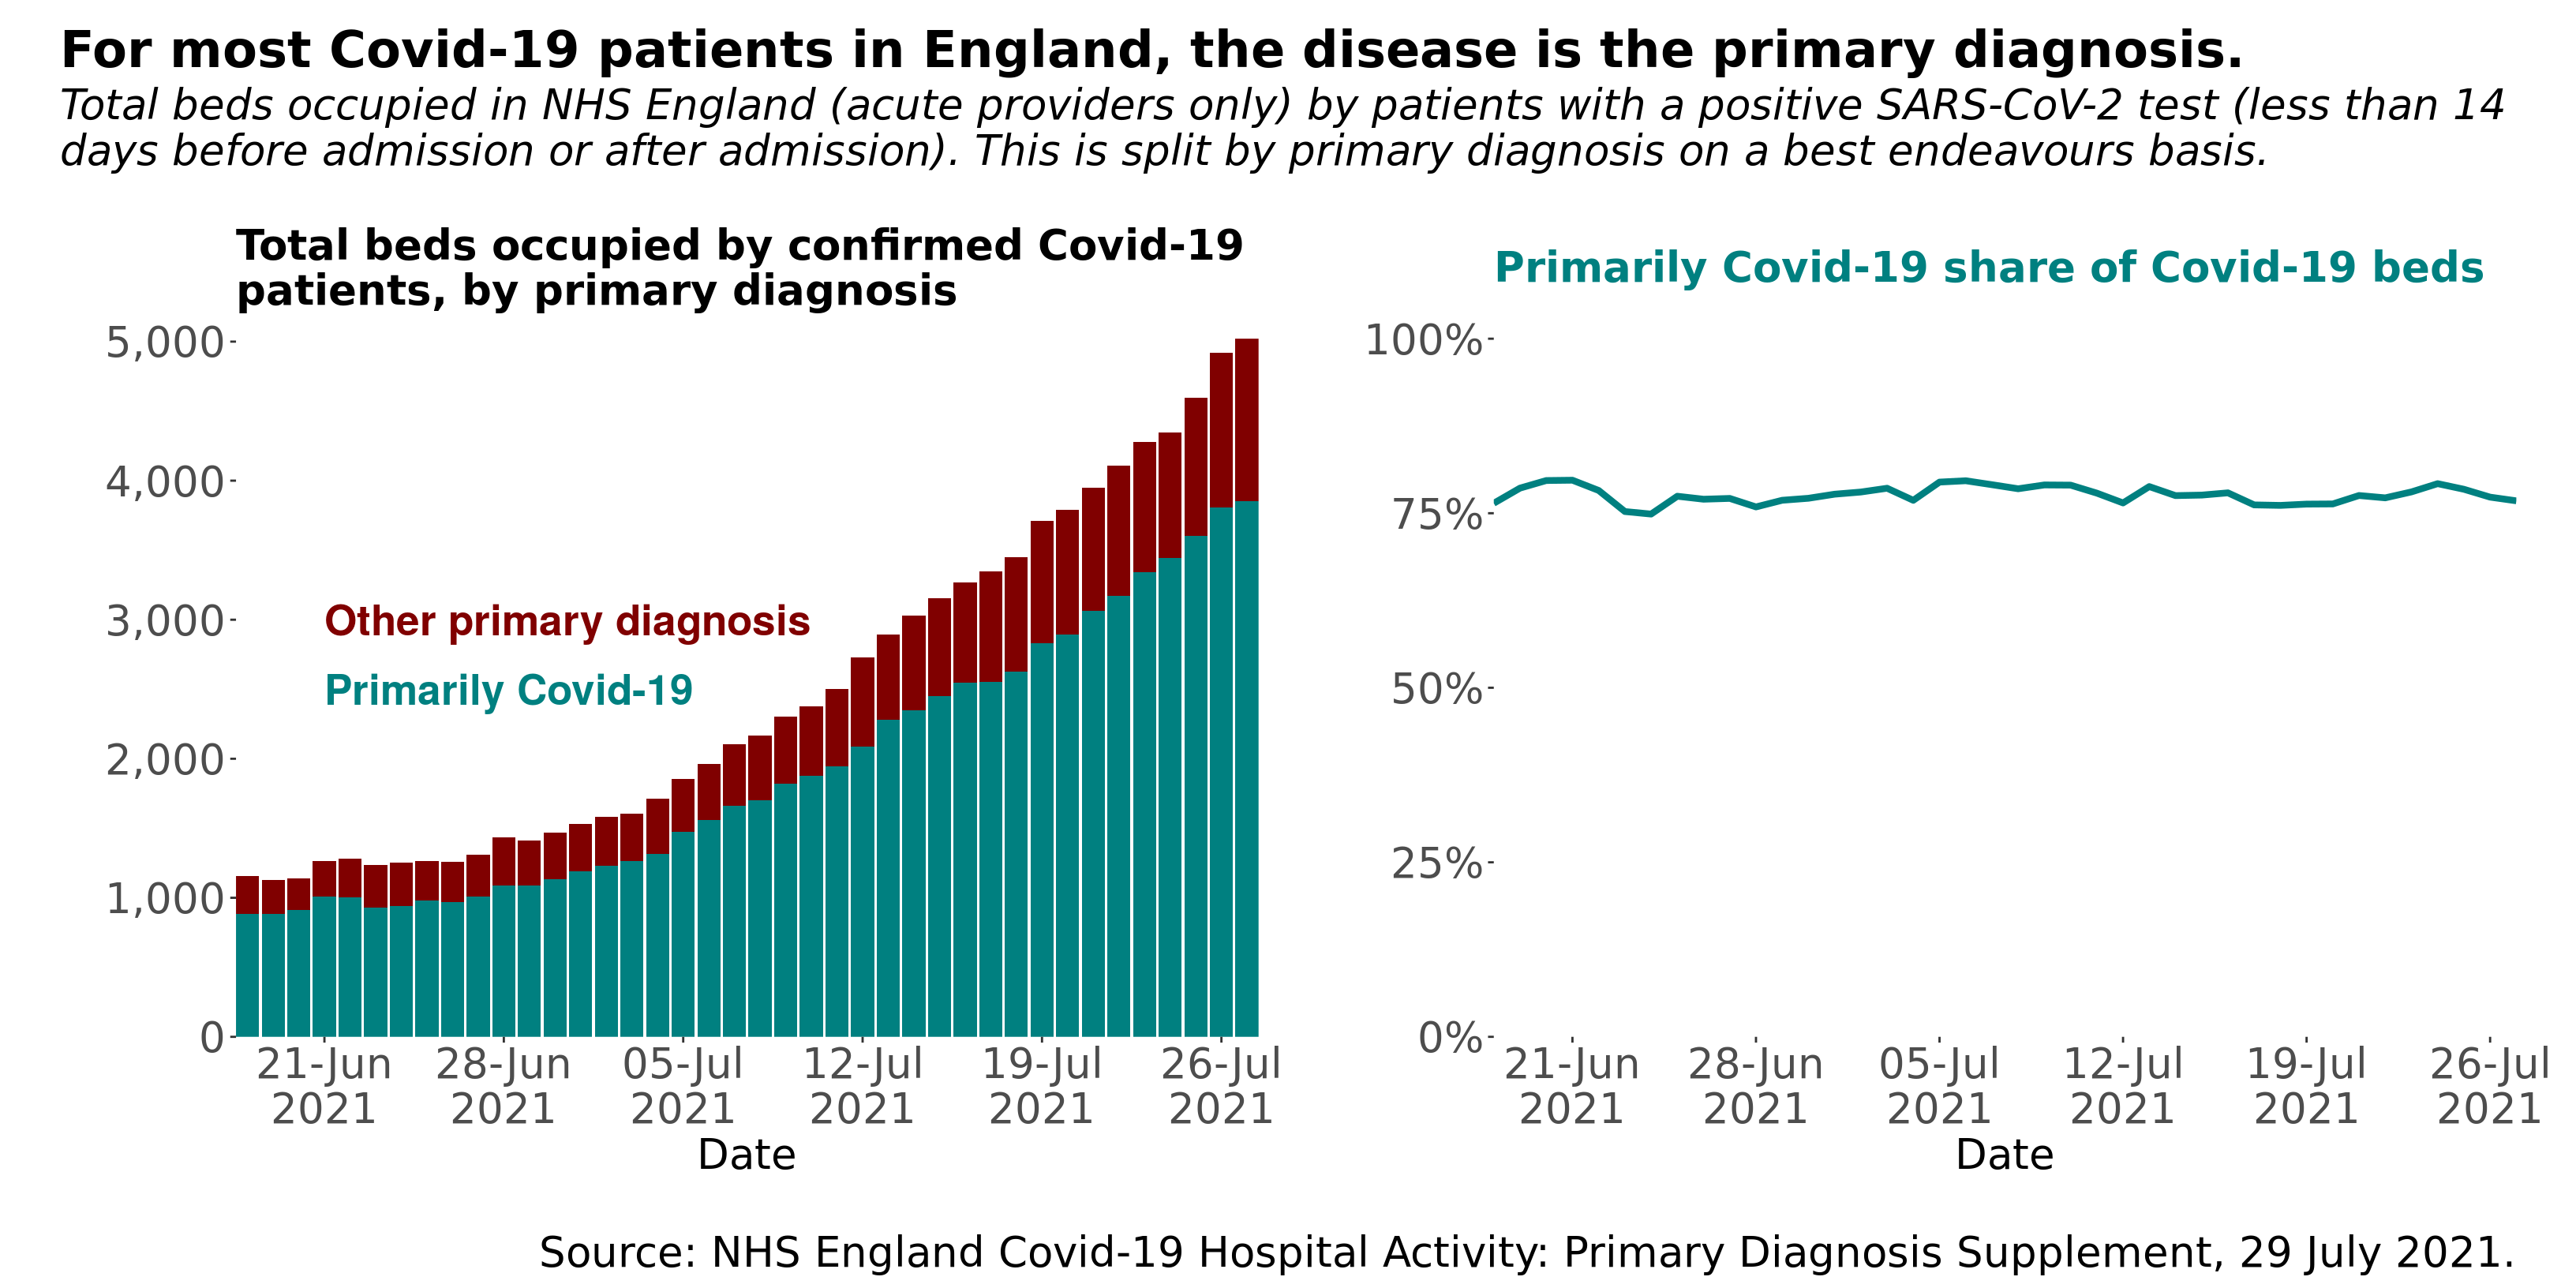 For most Covid-19 patients in England, the disease is the primary diagnosis.
Total beds occupied in NHS England (acute providers only) by patients with a positive SARS-CoV-2 test (less than 14
days before admission or after admission). This is split by primary diagnosis on a best endeavours basis.
Total beds occupied by confirmed Covid-19
patients, by primary diagnosis
5,000
4,000
3,000
2,000
1,000
0
Other primary diagnosis
Primarily Covid-19
21-Jun 28-Jun 05-Jul 12-Jul 19-Jul 26-Jul
2021 2021 2021 2021 2021 2021
Date
Primarily Covid-19 share of Covid-19 beds
100%
75%
50%
25%
0%
21-Jun 28-Jun 05-Jul 12-Jul 19-Jul 26-Jul
2021 2021 2021 2021 2021 2021
Date
Source: NHS England Covid-19 Hospital Activity: Primary Diagnosis Supplement, 29 July 2021.